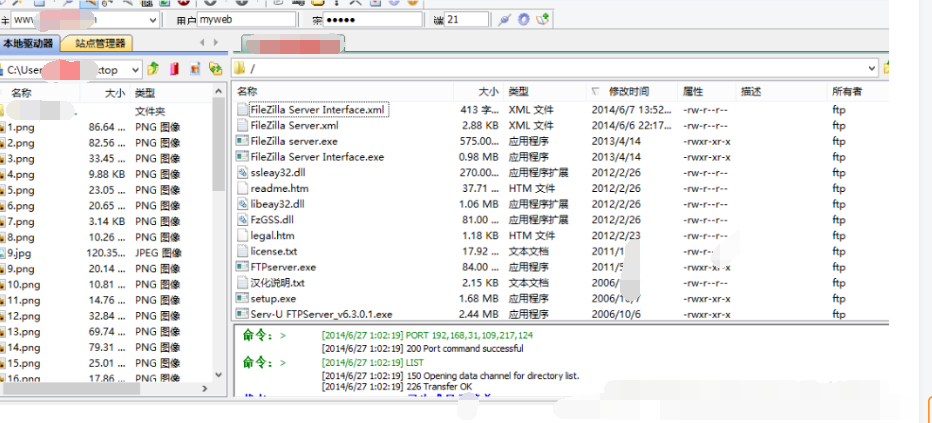 主 www. 用户 myweb 密 ●●●●● 端 21
本地驱动器 站点管理器
C:\User ktop /
名称 大小 类型
文件夹
1.png 86.64 ... PNG 图像
2.png 82.56 ... PNG 图像
3.png 33.45 ... PNG 图像
4.png 9.88 KB PNG 图像
5.png 23.05 ... PNG 图像
6.png 20.65 ... PNG 图像
7.png 3.14 KB PNG 图像
8.png 10.26 ... PNG 图像
9.jpg 120.35... JPEG 图像
9.png 20.14 ... PNG 图像
10.png 10.81 ... PNG 图像
11.png 14.76 ... PNG 图像
12.png 32.84 ... PNG 图像
13.png 69.74 ... PNG 图像
14.png 79.31 ... PNG 图像
15.png 25.01 ... PNG 图像
16.png 17.86 ... PNG 图像
名称 大小 类型 修改时间 属性 描述 所有者
FileZilla Server Interface.xml 413 字... XML 文件 2014/6/7 13:52... -rw-r--r-- ftp
FileZilla Server.xml 2.88 KB XML 文件 2014/6/6 22:17... -rw-r--r-- ftp
FileZilla server.exe 575.00... 应用程序 2013/4/14 -rwxr-xr-x ftp
FileZilla Server Interface.exe 0.98 MB 应用程序 2013/4/14 -rwxr-xr-x ftp
ssleay32.dll 270.00... 应用程序扩展 2012/2/26 -rw-r--r-- ftp
readme.htm 37.71 ... HTM 文件 2012/2/26 -rw-r--r-- ftp
libeay32.dll 1.06 MB 应用程序扩展 2012/2/26 -rw-r--r-- ftp
FzGSS.dll 81.00 ... 应用程序扩展 2012/2/26 -rw-r--r-- ftp
legal.htm 1.18 KB HTM 文件 2012/2/23 -rw-r--r-- ftp
license.txt 17.92 ... 文本文档 2011/1 -rw-r-- ftp
FTPserver.exe 84.00 ... 应用程序 2011/5 -rwxr-xr-x ftp
汉化说明.txt 2.15 KB 文本文档 2006/ -rw-r--r-- ftp
setup.exe 1.68 MB 应用程序 2006/10/7 -rwxr-xr-x ftp
Serv-U FTPServer_v6.3.0.1.exe 2.44 MB 应用程序 2006/10/6 -rwxr-xr-x ftp
命令: > [2014/6/27 1:02:19] PORT 192,168,31,109,217,124
[2014/6/27 1:02:19] 200 Port command successful
命令: > [2014/6/27 1:02:19] LIST
[2014/6/27 1:02:19] 150 Opening data channel for directory list.
[2014/6/27 1:02:19] 226 Transfer OK